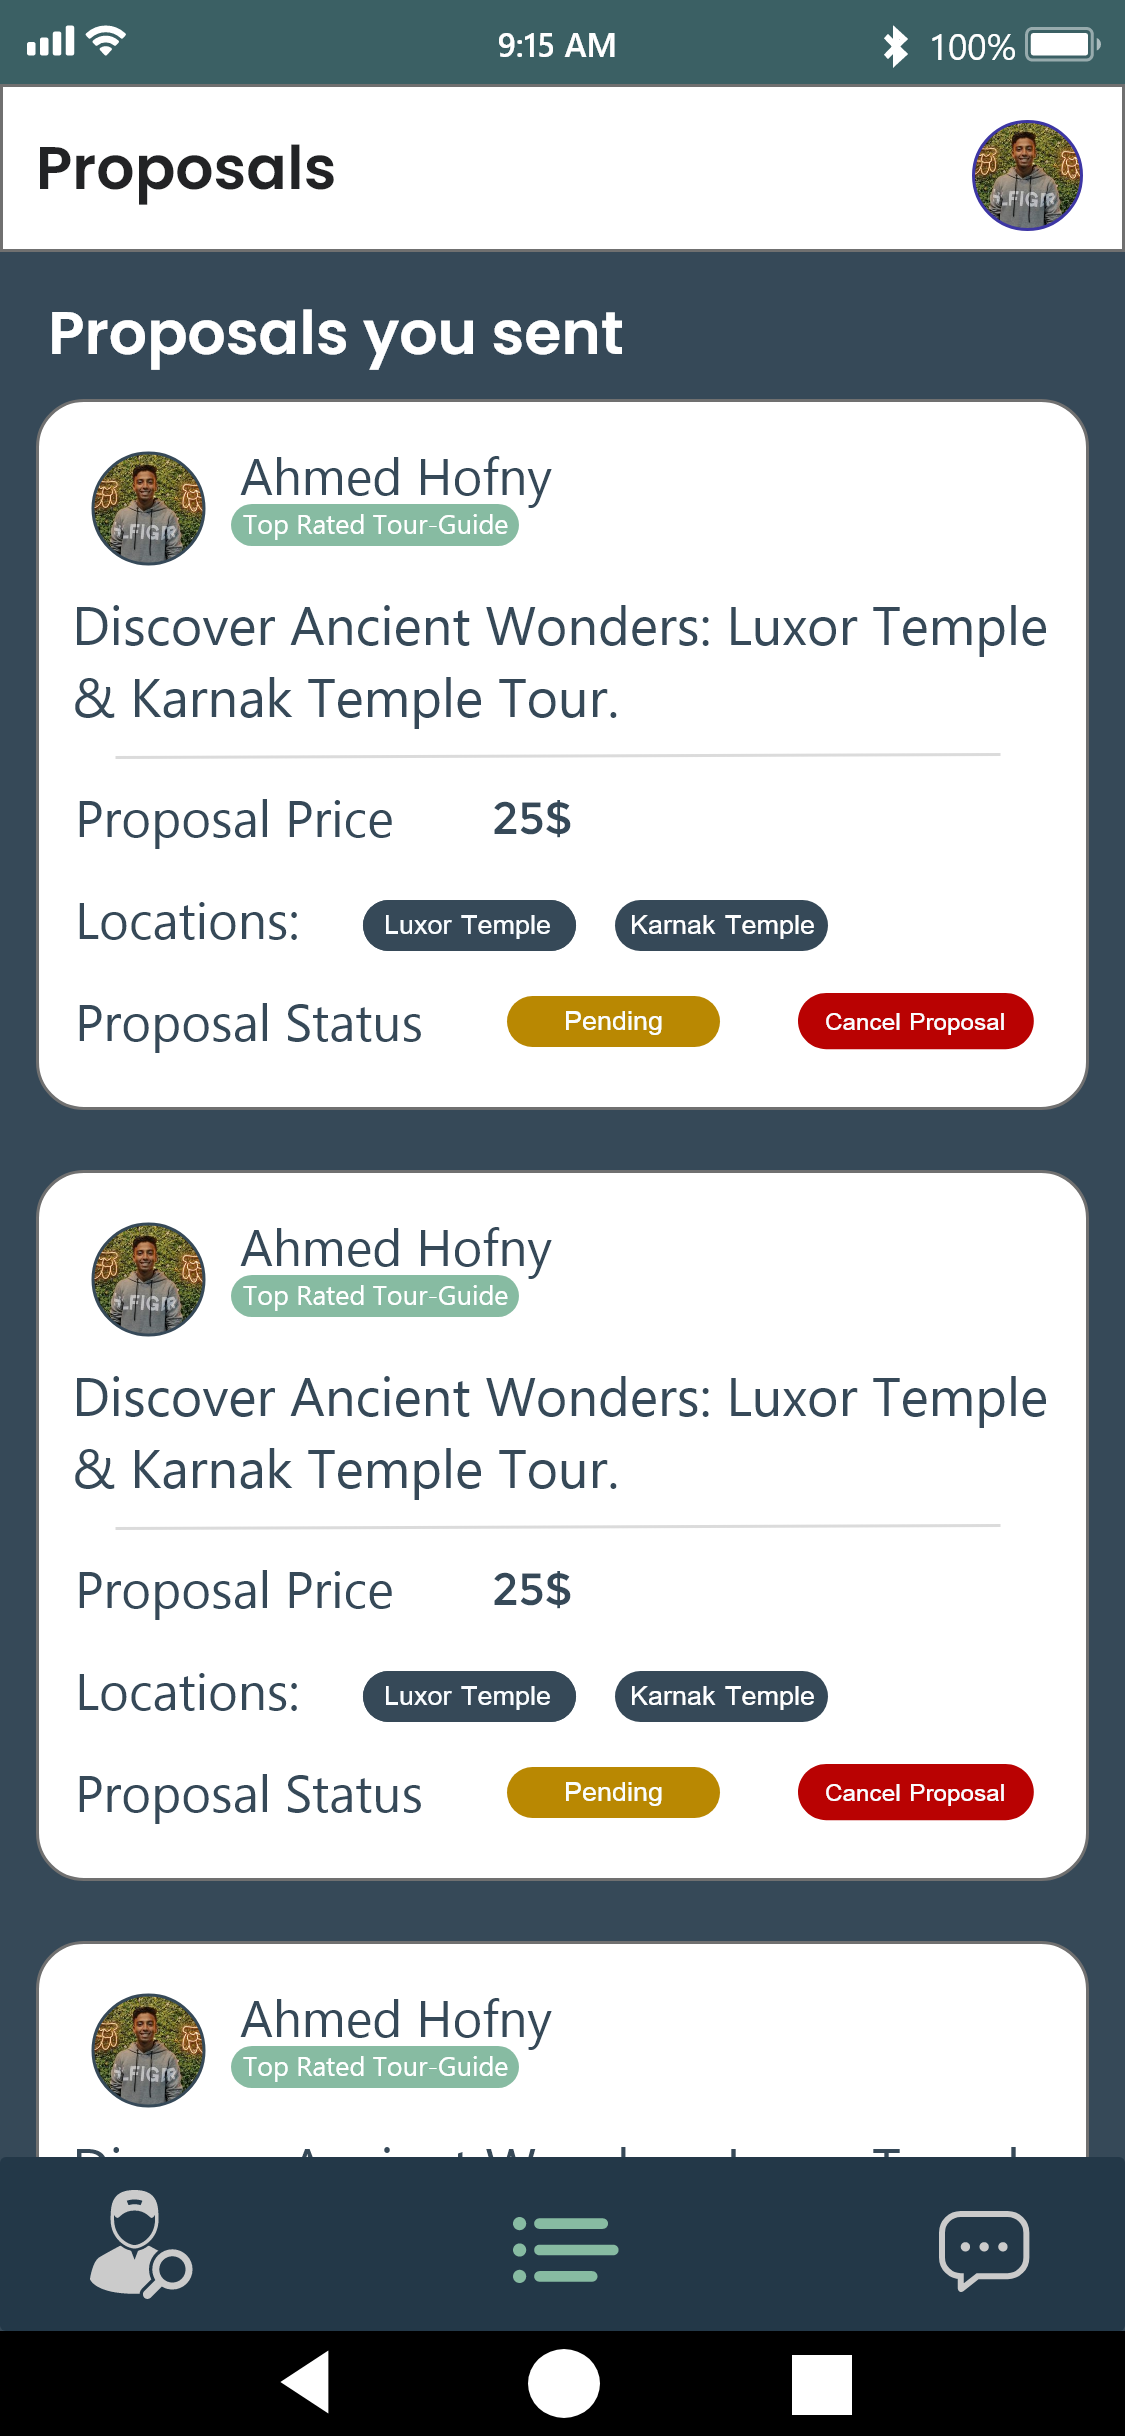 9:15 AM
100%
Proposals
Proposals you sent
Ahmed Hofny
Top Rated Tour-Guide
Discover Ancient Wonders: Luxor Temple
& Karnak Temple Tour.
Proposal Price 25$
Locations: Luxor Temple Karnak Temple
Proposal Status Pending Cancel Proposal
Ahmed Hofny
Top Rated Tour-Guide
Discover Ancient Wonders: Luxor Temple
& Karnak Temple Tour.
Proposal Price 25$
Locations: Luxor Temple Karnak Temple
Proposal Status Pending Cancel Proposal
Ahmed Hofny
Top Rated Tour-Guide